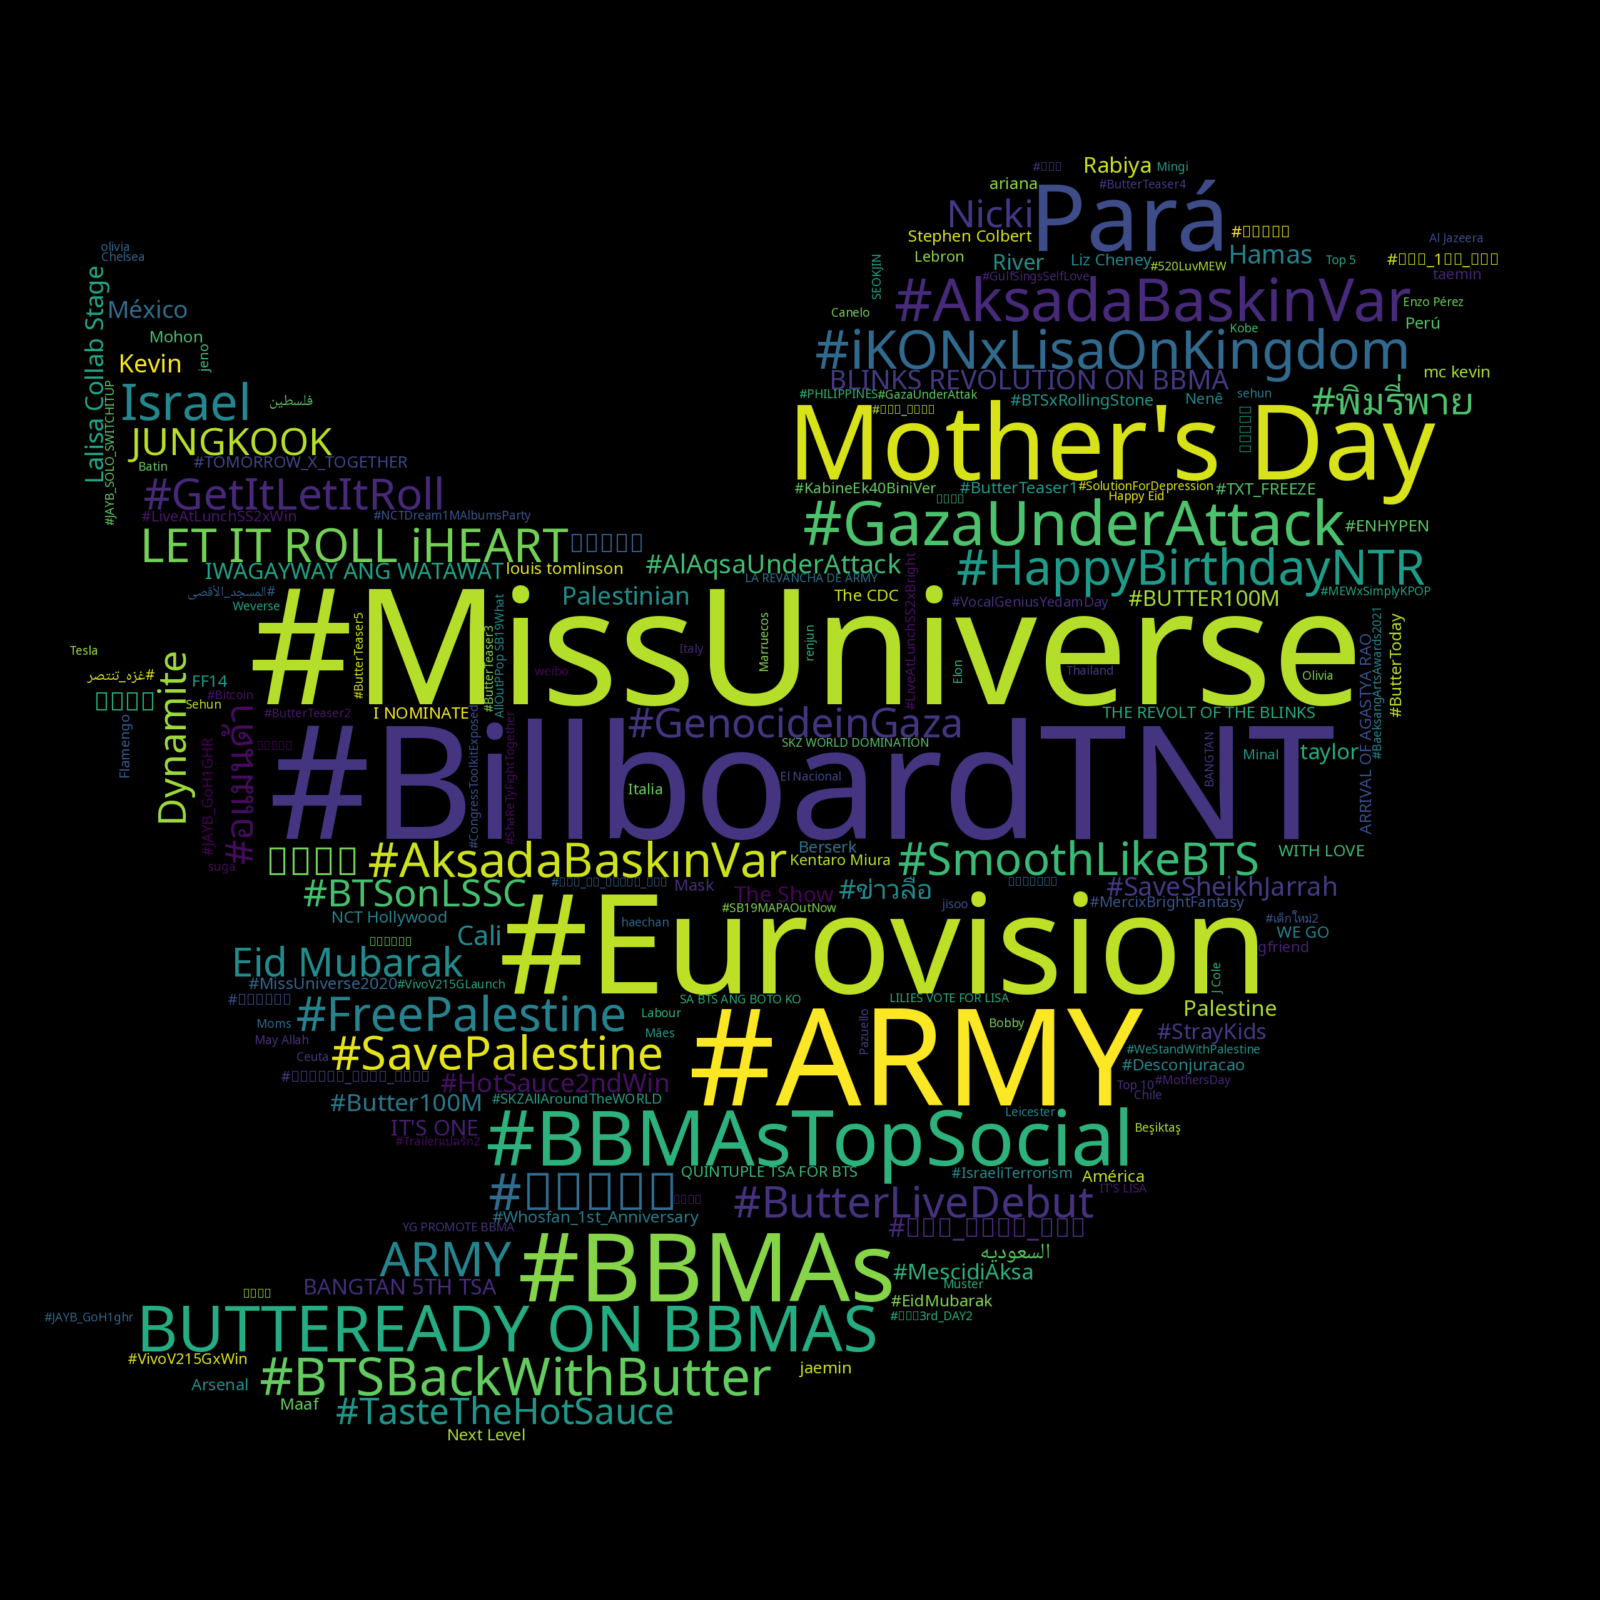 Rabiya
Mingi
ariana
#ButterTeaser4
Nicki
Pará
Stephen Colbert
olivia
Chelsea
Lebron
River
Liz Cheney
#520LuvMEW
Hamas
Top 5
Al Jazeera
taemin
#GulfSingsSelfLove
SEOKJIN
Lalisa Collab Stage
México
Canelo
#AksadaBaskinVar
Enzo Pérez
Perú
Kobe
Mohon
jeno
Kevin
#iKONxLisaOnKingdom
mc kevin
BLINKS REVOLUTION ON BBMA
Israel
فلسطين
#PHILIPPINES
#GazaUnderAttak
#BTSxRollingStone
Nenê
sehun
#พิมรี่พาย
#JAYB_SOLO_SWITCHITUP
JUNGKOOK
Mother's Day
Batin
#TOMORROW_X_TOGETHER
#GetItLetItRoll
#KabineEk40BiniVer
#ButterTeaser1
#SolutionForDepression
Happy Eid
#TXT_FREEZE
#LiveAtLunchSS2xWin
#NCTDream1MAlbumsParty
#GazaUnderAttack
#ENHYPEN
LET IT ROLL iHEART
#AlAqsaUnderAttack
#HappyBirthdayNTR
IWAGAYWAY ANG WATAWAT
louis tomlinson
LA REVANCHA DE ARMY
#المسجد_الأقصى
Weverse
Palestinian
The CDC
#LiveAtLunchSS2xBright
#VocalGeniusYedamDay
#BUTTER100M
#MEWxSimplyKPOP
#MissUniverse
#ButterTeaser5
#ButterTeaser3
AllOutPPop SB19What
weibo
Italy
Marruecos
renjun
Elon
Thailand
Olivia
#BaeksangArtsAwards2021
#ButterToday
Tesla
#غزه_تنتصر
Dynamite
FF14
Sehun
#Bitcoin
#ButterTeaser2
I NOMINATE
#GenocideinGaza
THE REVOLT OF THE BLINKS
Flamengo
#JAYB_GoH1GHR
#อแมนด้า
#BillboardTNT
#CongressToolkitExposed
#ShaReTyFightTogether
SKZ WORLD DOMINATION
El Nacional
Italia
BANGTAN
Minal
taylor
ARRIVAL OF AGASTYA RAO
suga
#AksadaBaskınVar
Berserk
Kentaro Miura
#SmoothLikeBTS
WITH LOVE
#BTSonLSSC
Mask
The Show
#ข่าวลือ
#SaveSheikhJarrah
NCT Hollywood
haechan
#SB19MAPAOutNow
jisoo
#MercixBrightFantasy
#เด็กใหม่2
WE GO
Cali
#Eurovision
gfriend
Eid Mubarak
J Cole
#MissUniverse2020
#VivoV215GLaunch
SA BTS ANG BOTO KO
LILIES VOTE FOR LISA
Palestine
#FreePalestine
Labour
Moms
Mães
Pazuello
Bobby
#StrayKids
May Allah
Ceuta
#SavePalestine
#ARMY
#WeStandWithPalestine
#Desconjuracao
#HotSauce2ndWin
Top 10
#MothersDay
Chile
#Butter100M
#SKZAllAroundTheWORLD
Leicester
IT'S ONE
#Trailerแปลรัก2
#BBMAsTopSocial
Beşiktaş
QUINTUPLE TSA FOR BTS
#IsraeliTerrorism
América
IT'S LISA
#ButterLiveDebut
#Whosfan_1st_Anniversary
YG PROMOTE BBMA
ARMY
#BBMAs
السعوديه
#MescidiAksa
Muster
BANGTAN 5TH TSA
#EidMubarak
#JAYB_GoH1ghr
BUTTEREADY ON BBMAS
#VivoV215GxWin
#BTSBackWithButter
jaemin
Arsenal
Maaf
#TasteTheHotSauce
Next Level